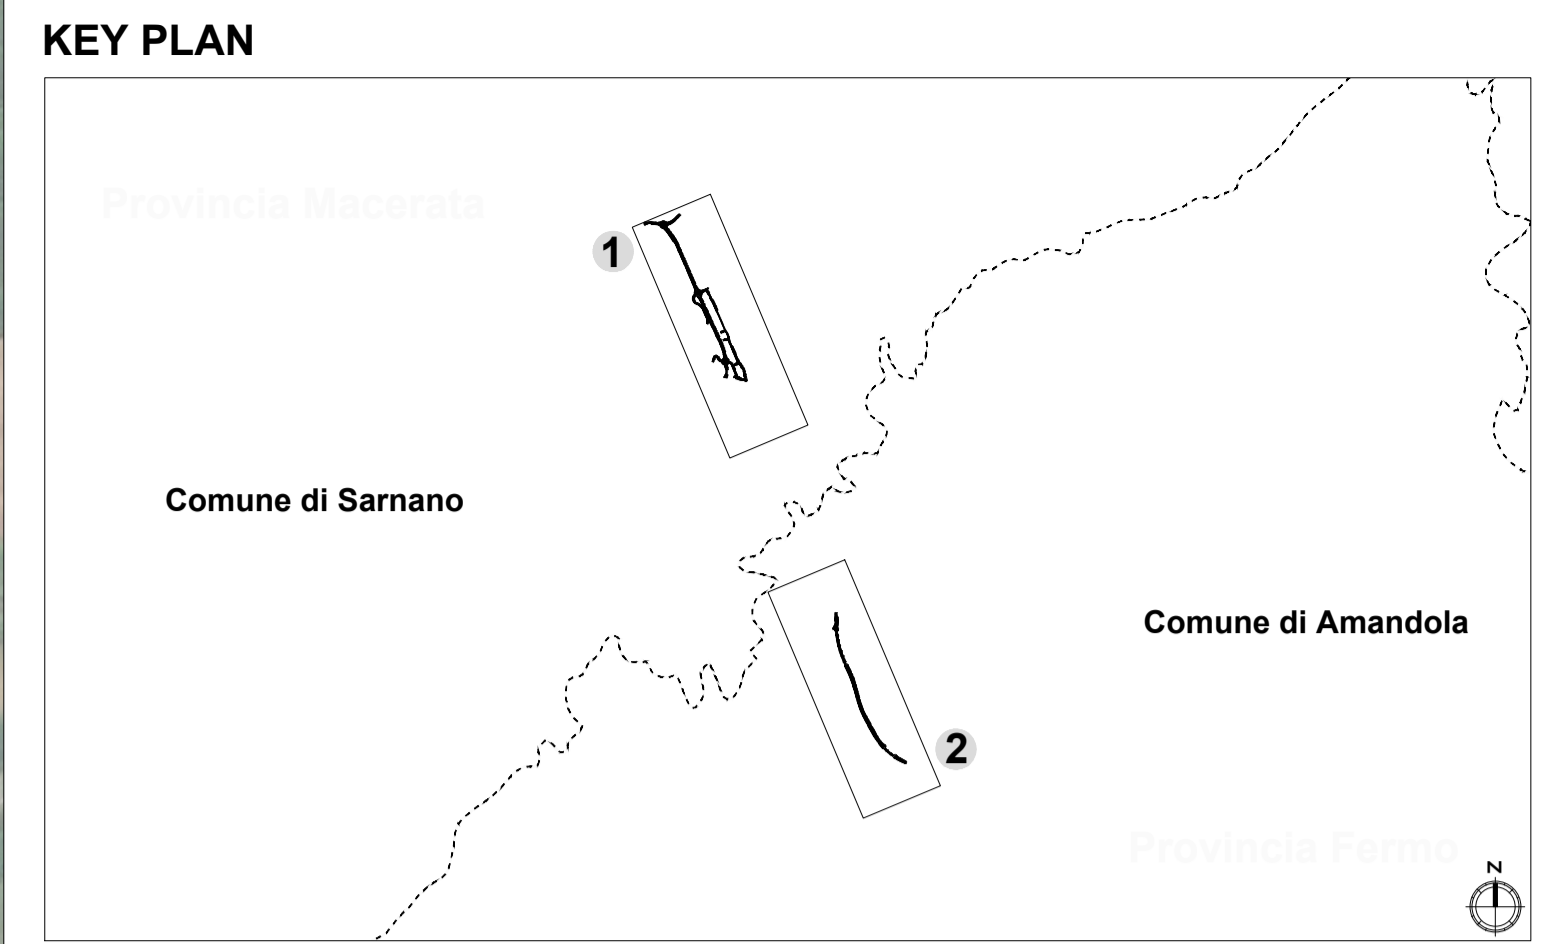 KEY PLAN
Provincia Macerata
1
Comune di Sarnano
Comune di Amandola
2
Provincia Fermo
N